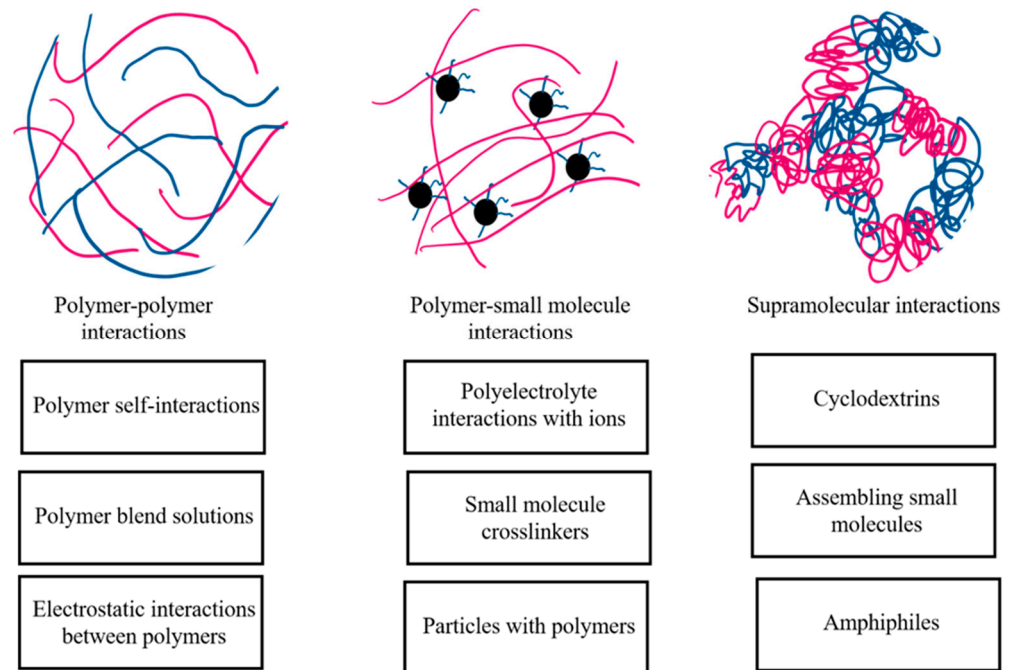 Polymer-polymer
interactions
Polymer-small molecule
interactions
Supramolecular interactions
Polymer self-interactions
Polyelectrolyte
interactions with ions
Cyclodextrins
Polymer blend solutions
Small molecule
crosslinkers
Assembling small
molecules
Electrostatic interactions
between polymers
Particles with polymers
Amphiphiles